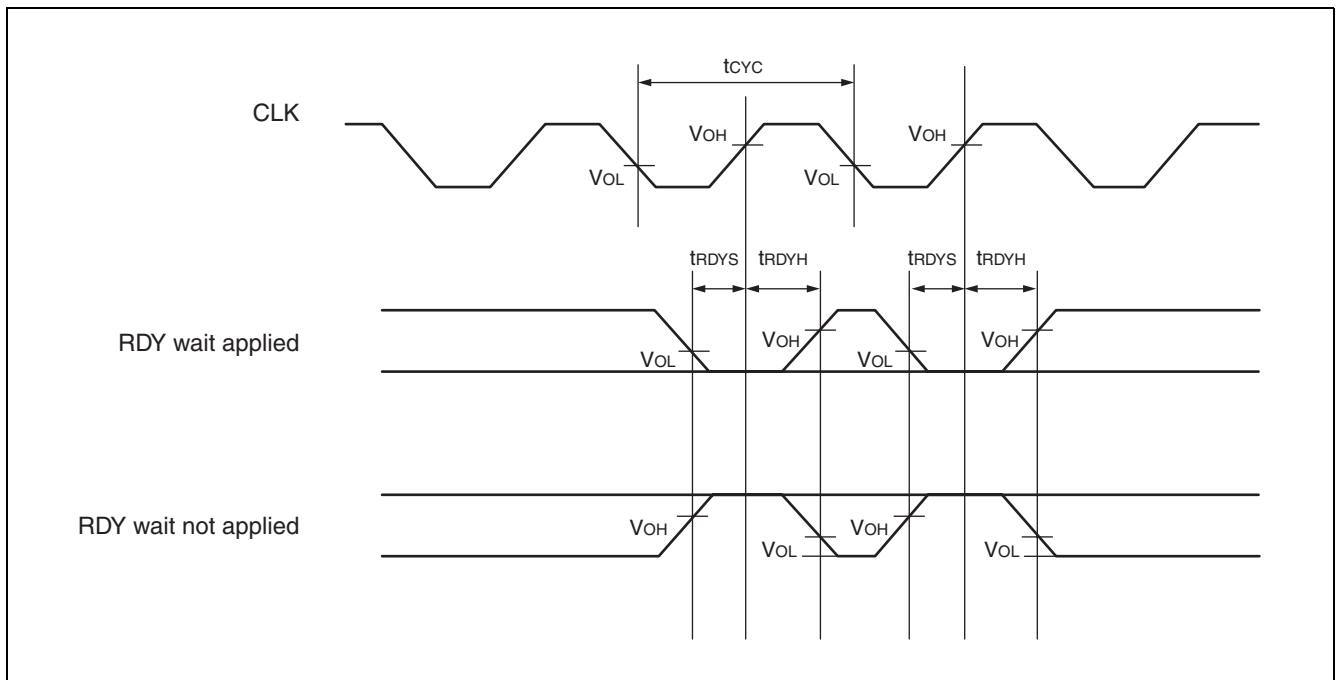 tCYC
CLK
VOH
VOH
VOL
VOL
tRDYS
tRDYH
tRDYS
tRDYH
RDY wait applied
VOH
VOH
VOL
VOL
RDY wait not applied
VOH
VOH
VOL
VOL